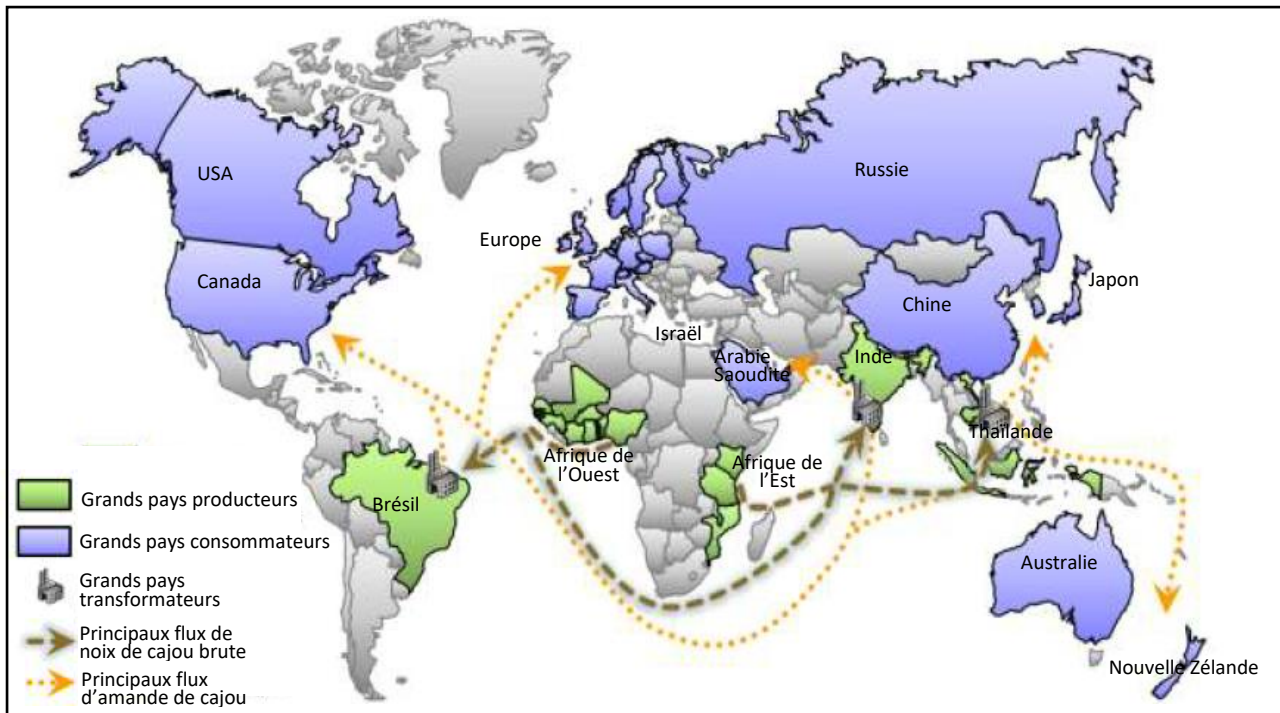 USA
Russie
Europe
Canada
Japon
Chine
Israël
Arabie
Saoudite
Inde
Thaïlande
Afrique de
l'Ouest
Afrique de
l'Est
Brésil
Australie
Nouvelle Zélande
Grands pays producteurs
Grands pays consommateurs
Grands pays
transformateurs
Principaux flux de
noix de cajou brute
Principaux flux
d'amande de cajou